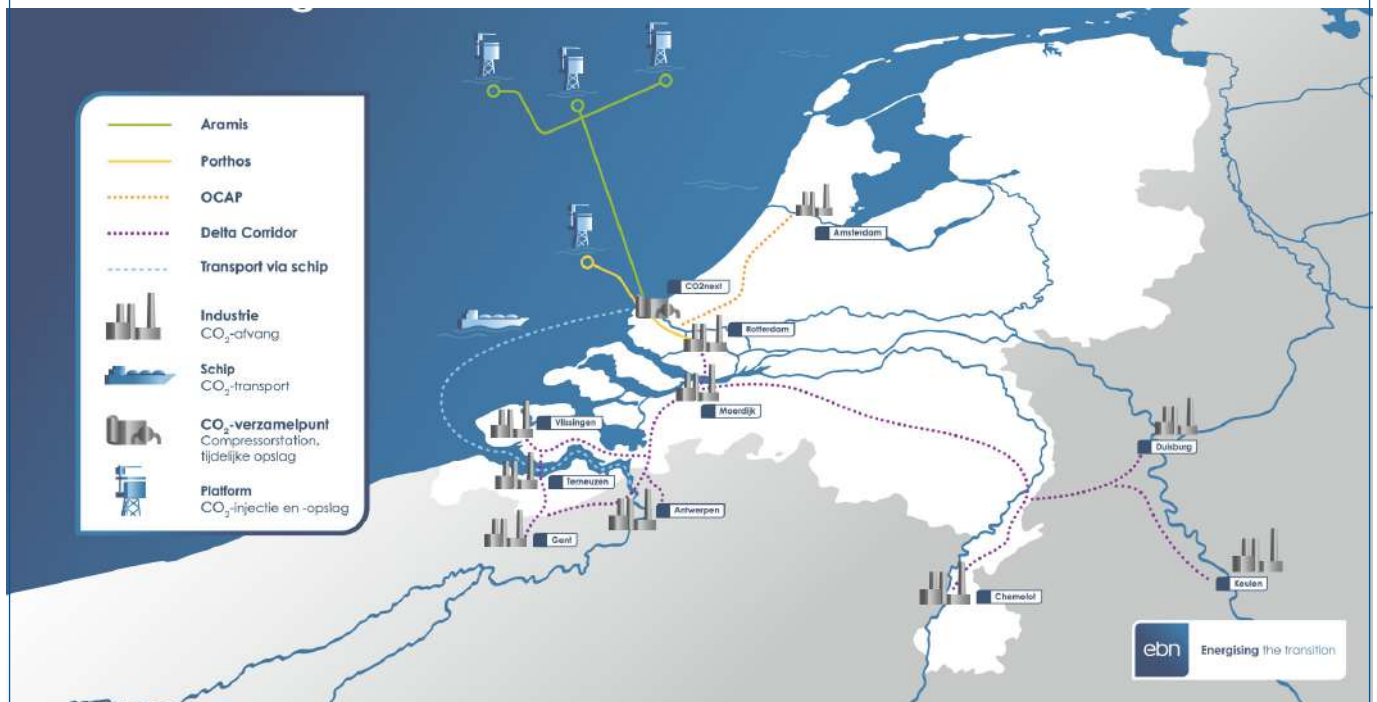 Aramis
Porthos
OCAP
Delta Corridor
Transport via schip
Industrie
CO₂-afvang
Schip
CO₂-transport
CO₂-verzamelpunt
Compressorstation,
tijdelijke opslag
Platform
CO₂-injectie en -opslag
Amsterdam
CO2next
Rotterdam
Moerdijk
Vlissingen
Terneuzen
Antwerpen
Gent
Duisburg
Keulen
Chemelot
ebn Energising the transition